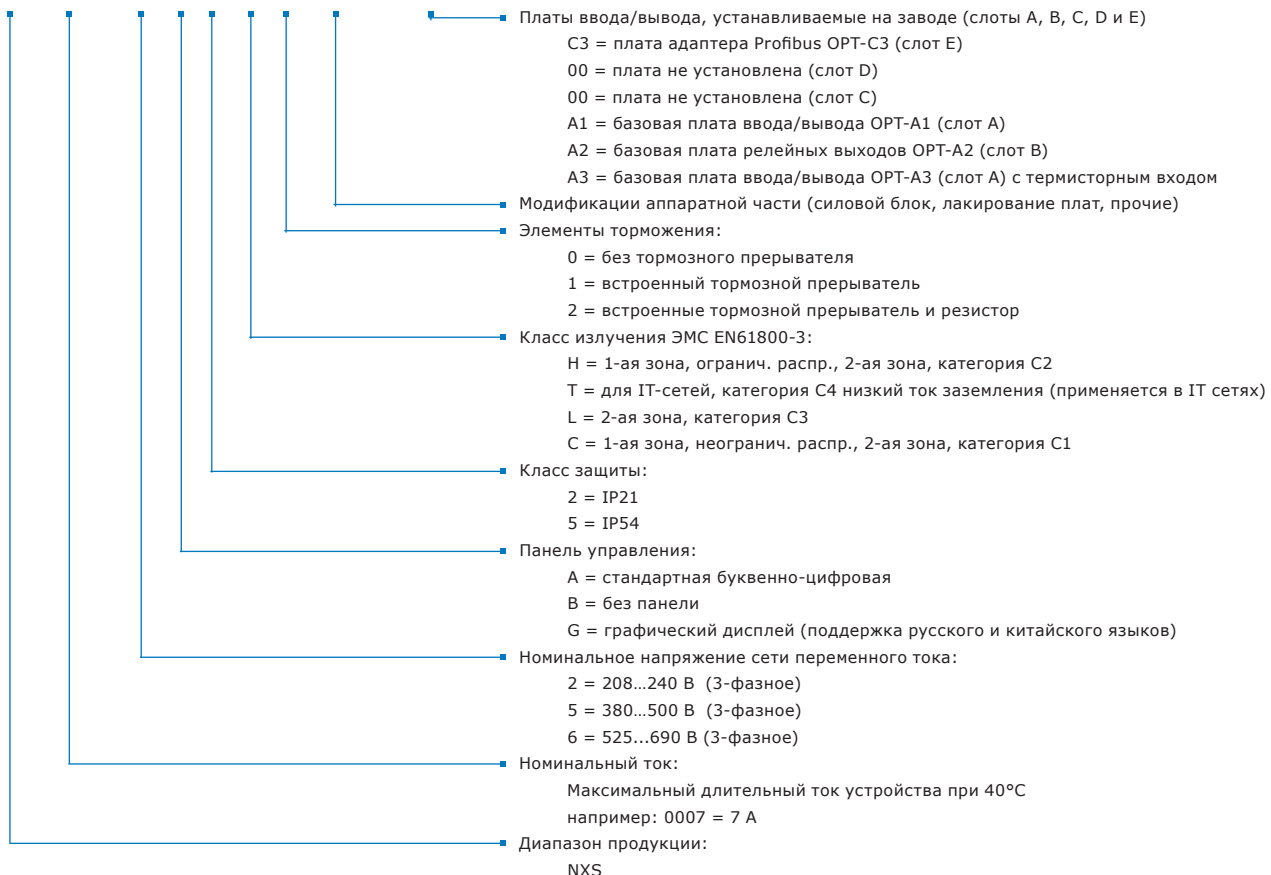 Платы ввода/вывода, устанавливаемые на заводе (слоты A, B, C, D и E)
C3 = плата адаптера Profibus OPT-C3 (слот E)
00 = плата не установлена (слот D)
00 = плата не установлена (слот C)
A1 = базовая плата ввода/вывода OPT-A1 (слот A)
A2 = базовая плата релейных выходов OPT-A2 (слот B)
A3 = базовая плата ввода/вывода OPT-A3 (слот A) с термисторным входом
Модификации аппаратной части (силовой блок, лакирование плат, прочие)
Элементы торможения:
0 = без тормозного прерывателя
1 = встроенный тормозной прерыватель
2 = встроенные тормозной прерыватель и резистор
Класс излучения ЭМС EN61800-3:
H = 1-ая зона, огранич. распр., 2-ая зона, категория C2
T = для IT-сетей, категория C4 низкий ток заземления (применяется в IT сетях)
L = 2-ая зона, категория C3
C = 1-ая зона, неогранич. распр., 2-ая зона, категория C1
Класс защиты:
2 = IP21
5 = IP54
Панель управления:
A = стандартная буквенно-цифровая
B = без панели
G = графический дисплей (поддержка русского и китайского языков)
Номинальное напряжение сети переменного тока:
2 = 208…240 В (3-фазное)
5 = 380…500 В (3-фазное)
6 = 525...690 В (3-фазное)
Номинальный ток:
Максимальный длительный ток устройства при 40°C
например: 0007 = 7 A
Диапазон продукции:
NXS